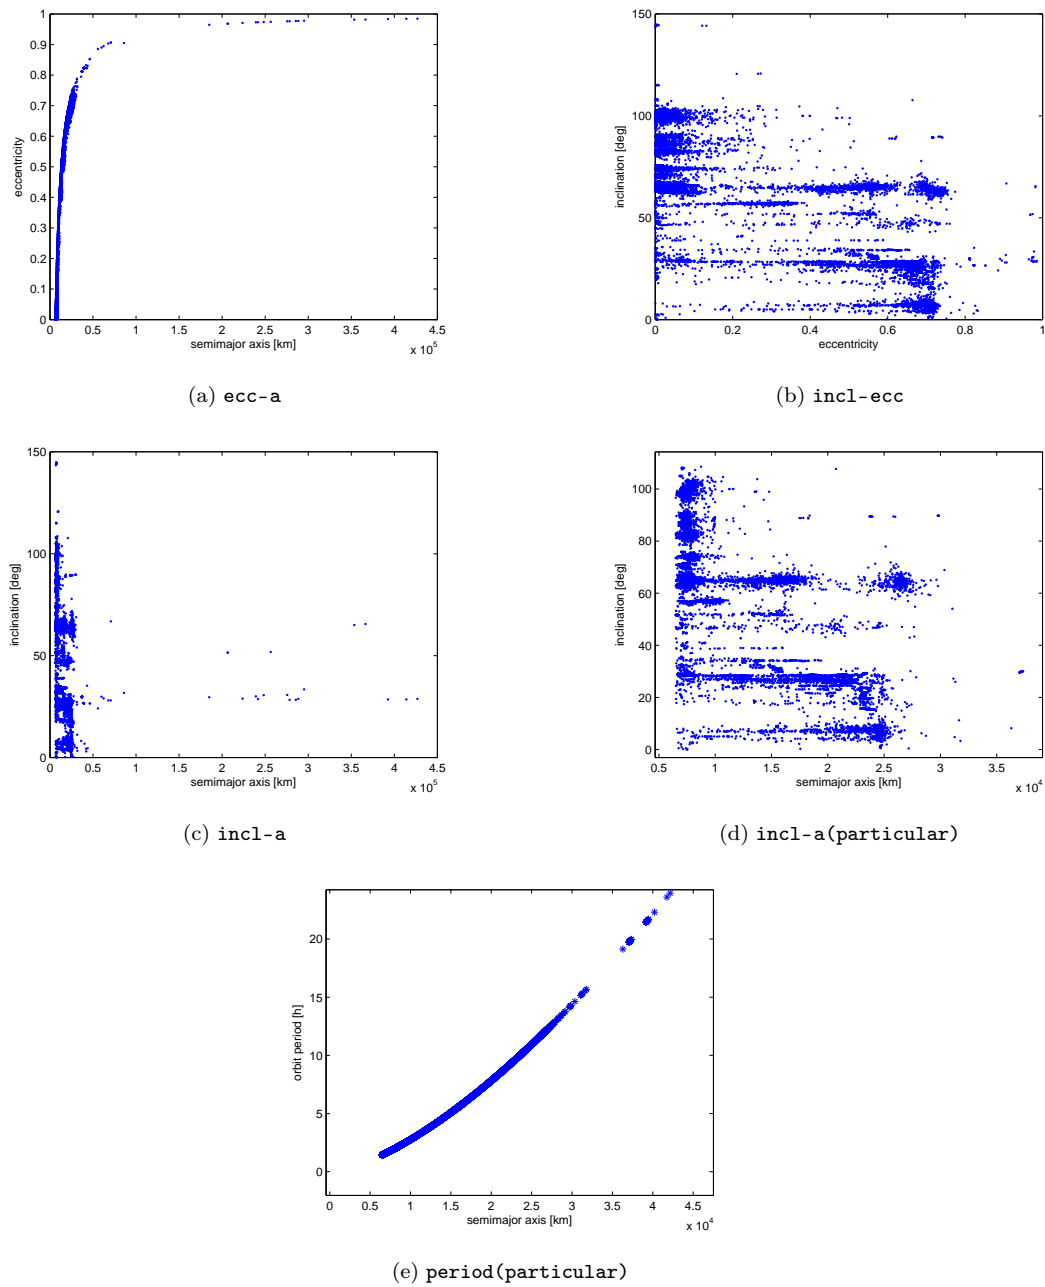 1
0.9
0.8
0.7
0.6
0.5
0.4
0.3
0.2
0.1
0
eccentricity
0 0.5 1 1.5 2 2.5 3 3.5 4 4.5
semimajor axis [km]
x 10^5
(a) ecc-a
150
100
50
0
inclination [deg]
0 0.2 0.4 0.6 0.8 1
eccentricity
(b) incl-ecc
150
100
50
0
inclination [deg]
0 0.5 1 1.5 2 2.5 3 3.5 4 4.5
semimajor axis [km]
x 10^5
(c) incl-a
100
80
60
40
20
0
inclination [deg]
0.5 1 1.5 2 2.5 3 3.5
semimajor axis [km]
x 10^4
(d) incl-a(particular)
20
15
10
5
0
orbit period [h]
0 0.5 1 1.5 2 2.5 3 3.5 4 4.5
semimajor axis [km]
x 10^4
(e) period(particular)